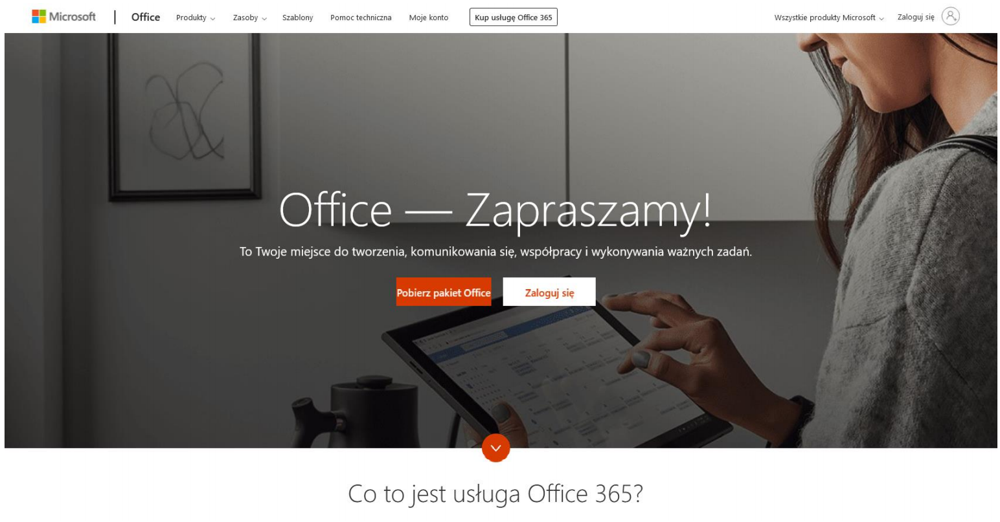 Microsoft
Office
Produkty
Zasoby
Szablony
Pomoc techniczna
Moje konto
Kup usługę Office 365
Wszystkie produkty Microsoft
Zaloguj się
Office — Zapraszamy!
To Twoje miejsce do tworzenia, komunikowania się, współpracy i wykonywania ważnych zadań.
Pobierz pakiet Office
Zaloguj się
Co to jest usługa Office 365?